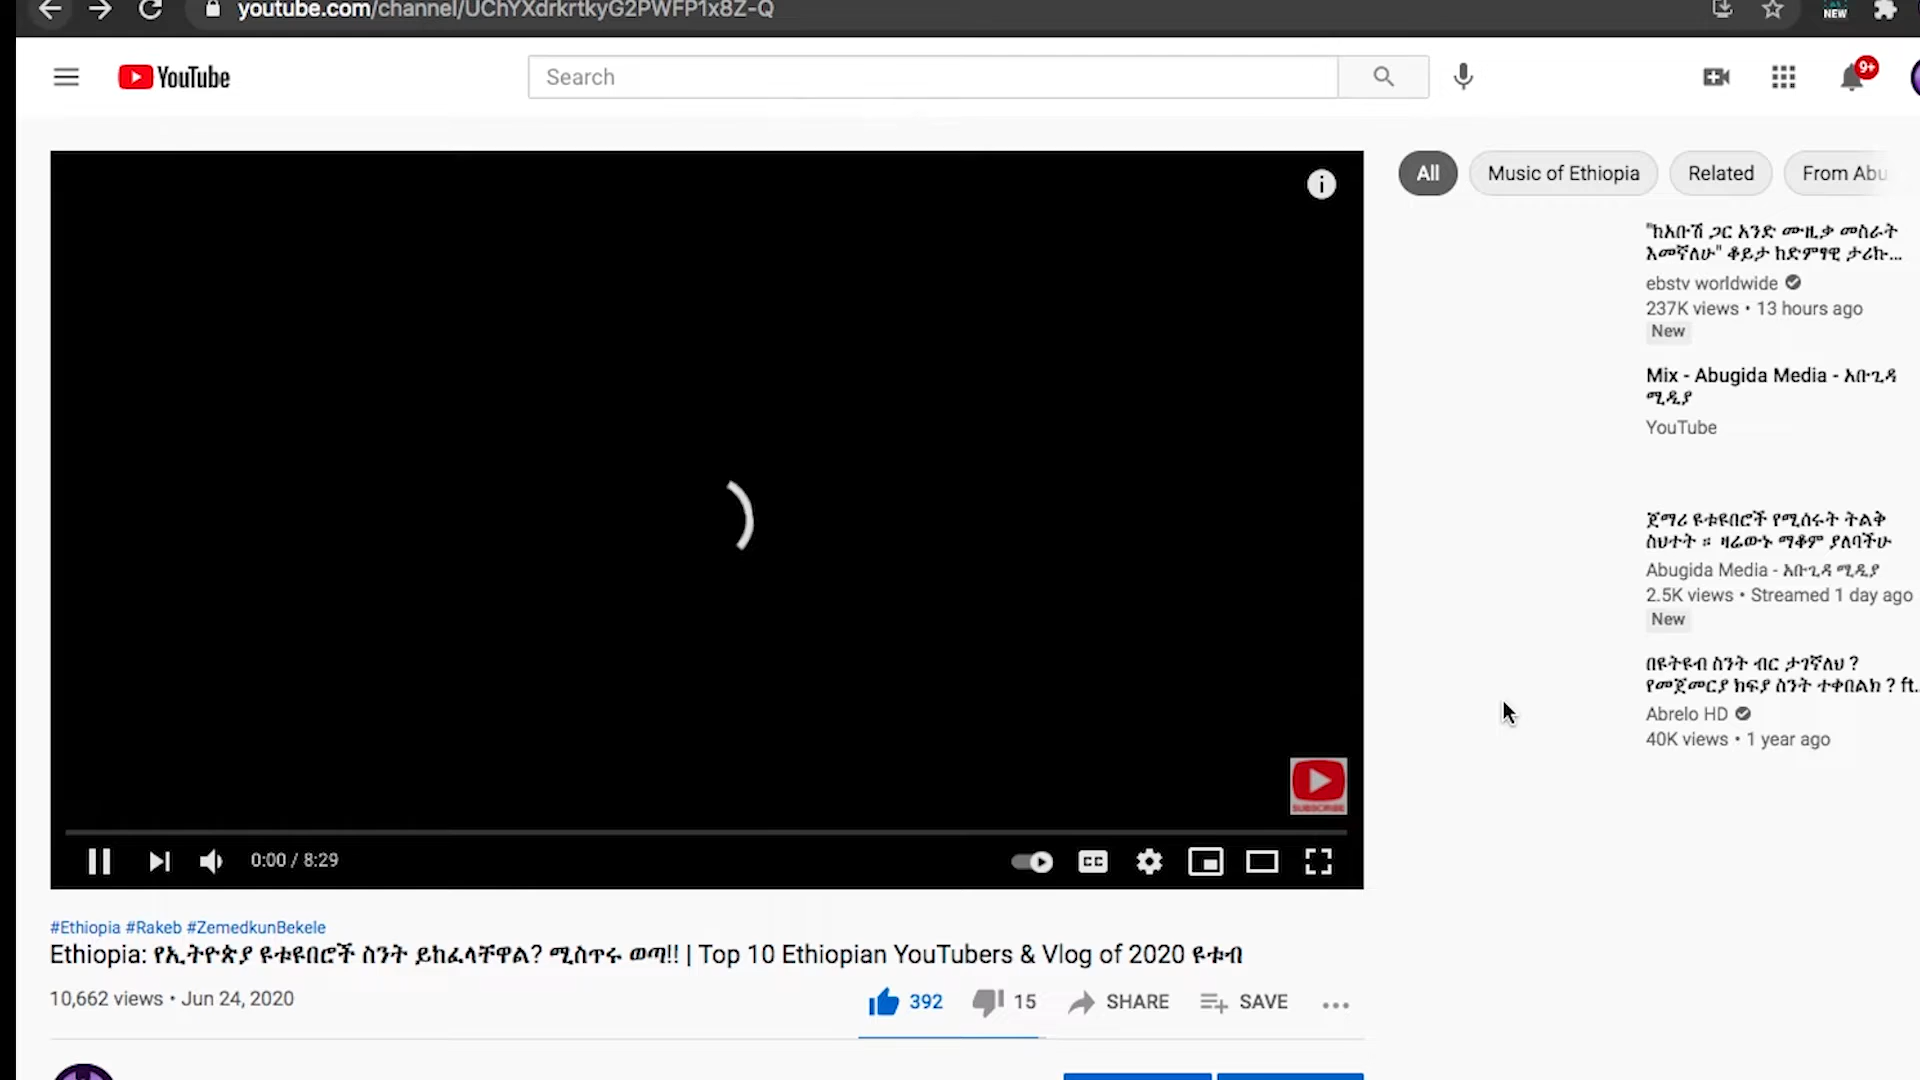 youtube.com/channel/UChYXdrkrtkyG2PWFP1x8Z-Q
NEW
YouTube
Search
9+
All
Music of Ethiopia
Related
From Abu
"ከአቡሽ ጋር አንድ ሙዚቃ መስራት
እመኛለሁ" ቆይታ ከድምፃዊ ታሪኩ...
ebstv worldwide
237K views • 13 hours ago
New
Mix - Abugida Media - አቡጊዳ
ሚዲያ
YouTube
ጀማሪ ዩቱዩበሮች የሚሰሩት ትልቅ
ስህተት ። ዛሬውኑ ማቆም ያለባችሁ
Abugida Media - አቡጊዳ ሚዲያ
2.5K views • Streamed 1 day ago
New
በዩትዩብ ስንት ብር ታገኛለህ ?
የመጀመርያ ክፍያ ስንት ተቀበልክ ? ft.
Abrelo HD
40K views • 1 year ago
SUBSCRIBE
0:00 / 8:29
CC
#Ethiopia #Rakeb #ZemedkunBekele
Ethiopia: የኢትዮጵያ ዩቱዩበሮች ስንት ይከፈላቸዋል? ሚስጥሩ ወጣ!! | Top 10 Ethiopian YouTubers & Vlog of 2020 ዩቱብ
10,662 views • Jun 24, 2020
392
15
SHARE
SAVE